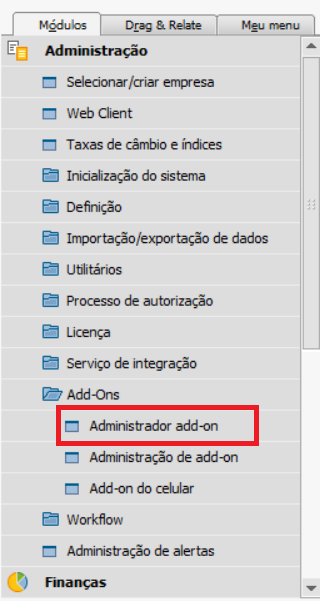 Módulos Drag & Relate Meu menu
Administração
Selecionar/criar empresa
Web Client
Taxas de câmbio e índices
Inicialização do sistema
Definição
Importação/exportação de dados
Utilitários
Processo de autorização
Licença
Serviço de integração
Add-Ons
Administrador add-on
Administração de add-on
Add-on do celular
Workflow
Administração de alertas
Finanças